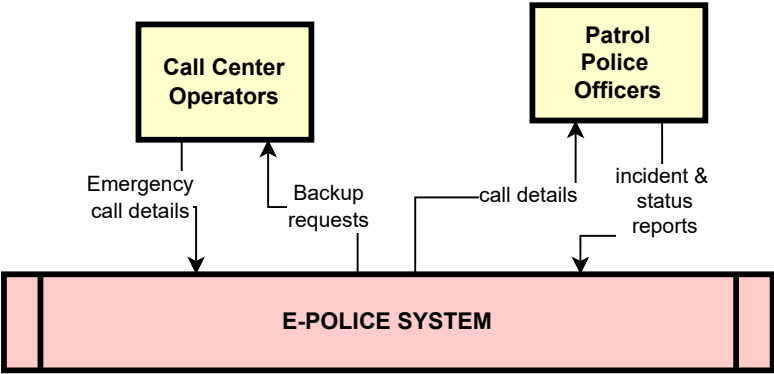 Call Center
Operators
Patrol
Police
Officers
Emergency
call details
Backup
requests
call details
incident &
status
reports
E-POLICE SYSTEM